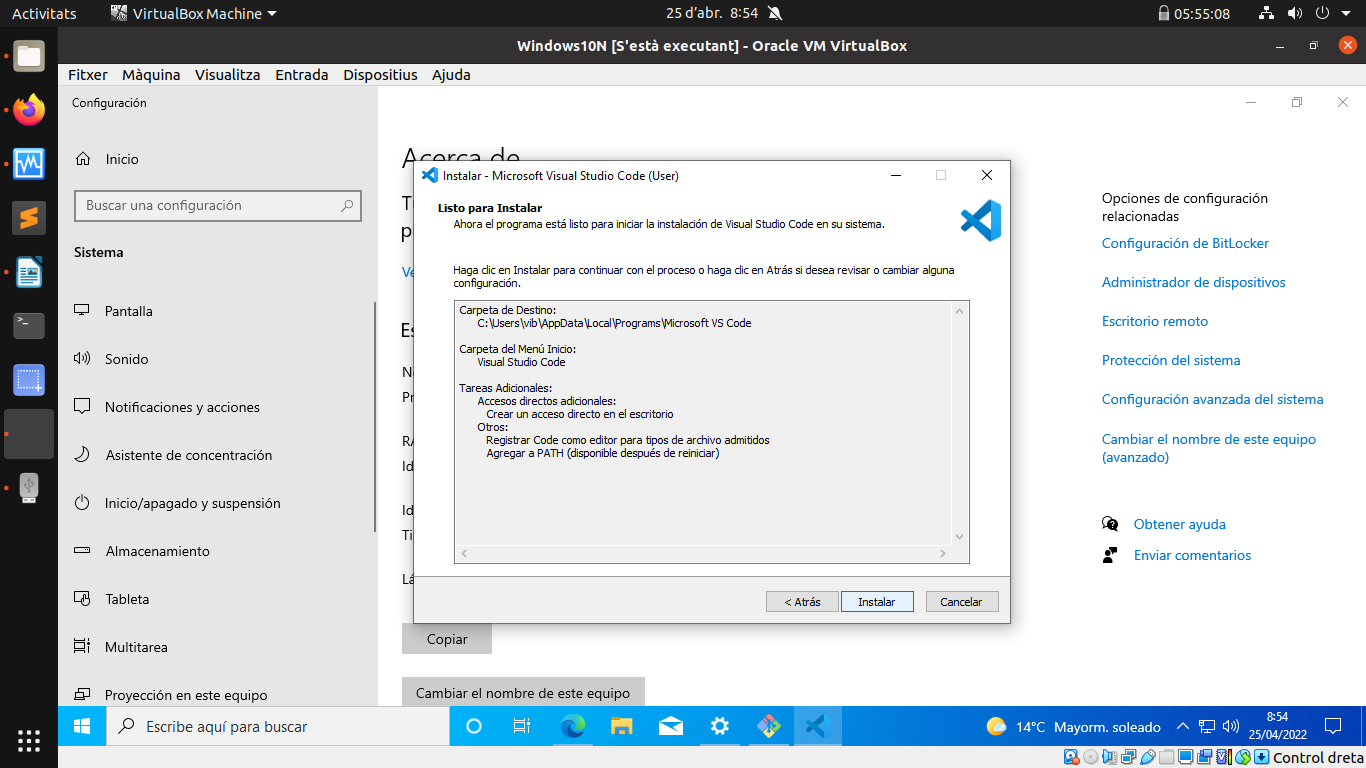 Activitats
VirtualBox Machine
25 d’abr. 8:54
05:55:08
Windows10N [S'està executant] - Oracle VM VirtualBox
Fitxer Màquina Visualitza Entrada Dispositius Ajuda
Configuración
Inicio
Buscar una configuración
Sistema
Pantalla
Sonido
Notificaciones y acciones
Asistente de concentración
Inicio/apagado y suspensión
Almacenamiento
Tableta
Multitarea
Proyección en este equipo
Acerca de
Instalar - Microsoft Visual Studio Code (User)
Listo para Instalar
Ahora el programa está listo para iniciar la instalación de Visual Studio Code en su sistema.
Haga clic en Instalar para continuar con el proceso o haga clic en Atrás si desea revisar o cambiar alguna
configuración.
Carpeta de Destino:
C:\Users\vib\AppData\Local\Programs\Microsoft VS Code
Carpeta del Menú Inicio:
Visual Studio Code
Tareas Adicionales:
Accesos directos adicionales:
Crear un acceso directo en el escritorio
Otros:
Registrar Code como editor para tipos de archivo admitidos
Agregar a PATH (disponible después de reiniciar)
< Atrás
Instalar
Cancelar
Copiar
Cambiar el nombre de este equipo
Opciones de configuración
relacionadas
Configuración de BitLocker
Administrador de dispositivos
Escritorio remoto
Protección del sistema
Configuración avanzada del sistema
Cambiar el nombre de este equipo
(avanzado)
Obtener ayuda
Enviar comentarios
Escribe aquí para buscar
14°C Mayorm. soleado
8:54
25/04/2022
Control dreta